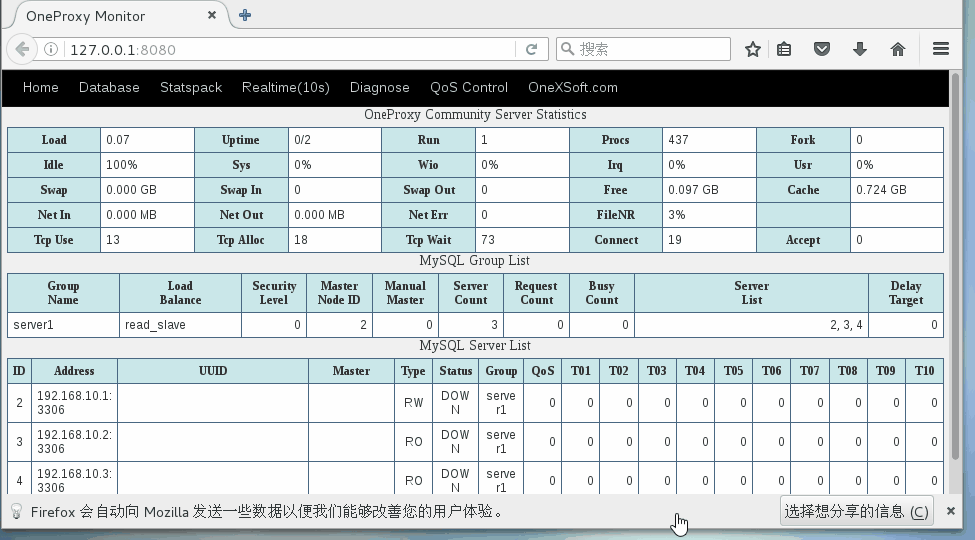 OneProxy Monitor
127.0.0.1:8080
搜索
Home Database Statspack Realtime(10s) Diagnose QoS Control OneXSoft.com
OneProxy Community Server Statistics
Load 0.07 Uptime 0/2 Run 1 Procs 437 Fork 0
Idle 100% Sys 0% Wio 0% Irq 0% Usr 0%
Swap 0.000 GB Swap In 0 Swap Out 0 Free 0.097 GB Cache 0.724 GB
Net In 0.000 MB Net Out 0.000 MB Net Err 0 FileNR 3%
Tcp Use 13 Tcp Alloc 18 Tcp Wait 73 Connect 19 Accept 0
MySQL Group List
Group Load Security Master Manual Server Request Busy Server Delay
Name Balance Level Node ID Master Count Count Count List Target
server1 read_slave 0 2 0 3 0 0 2, 3, 4 0
MySQL Server List
ID Address UUID Master Type Status Group QoS T01 T02 T03 T04 T05 T06 T07 T08 T09 T10
2 192.168.10.1: RW DOW serve 0 0 0 0 0 0 0 0 0 0 0
3306 N r1
3 192.168.10.2: RO DOW serve 0 0 0 0 0 0 0 0 0 0 0
3306 N r1
4 192.168.10.3: RO DOW serve 0 0 0 0 0 0 0 0 0 0 0
3306 N r1
Firefox 会自动向 Mozilla 发送一些数据以便我们能够改善您的用户体验。 选择想分享的信息 (C)